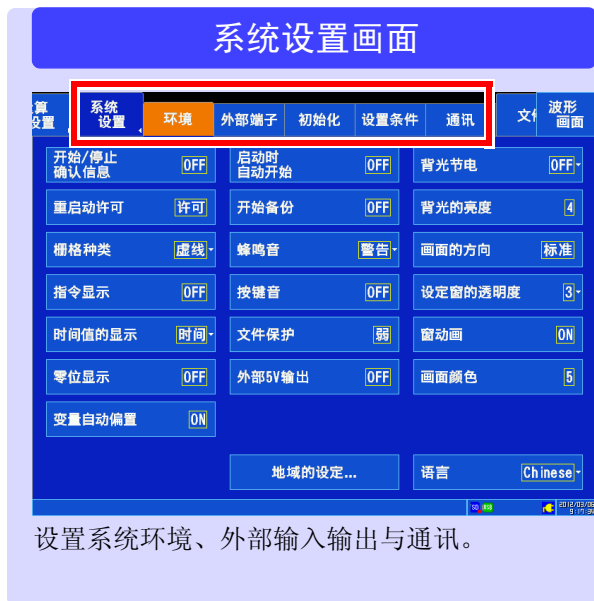 系统设置画面
算
设置
系统
设置
环境
外部端子
初始化
设置条件
通讯
文件
波形
画面
开始/停止
确认信息
OFF
启动时
自动开始
OFF
背光节电
OFF
重启动许可
许可
开始备份
OFF
背光的亮度
4
栅格种类
虚线
蜂鸣音
警告
画面的方向
标准
指令显示
OFF
按键音
OFF
设定窗的透明度
3
时间值的显示
时间
文件保护
弱
窗动画
ON
零位显示
OFF
外部5V输出
OFF
画面颜色
5
变量自动偏置
ON
地域的设定...
语言
Chinese
SD
USB
设置系统环境、外部输入输出与通讯。